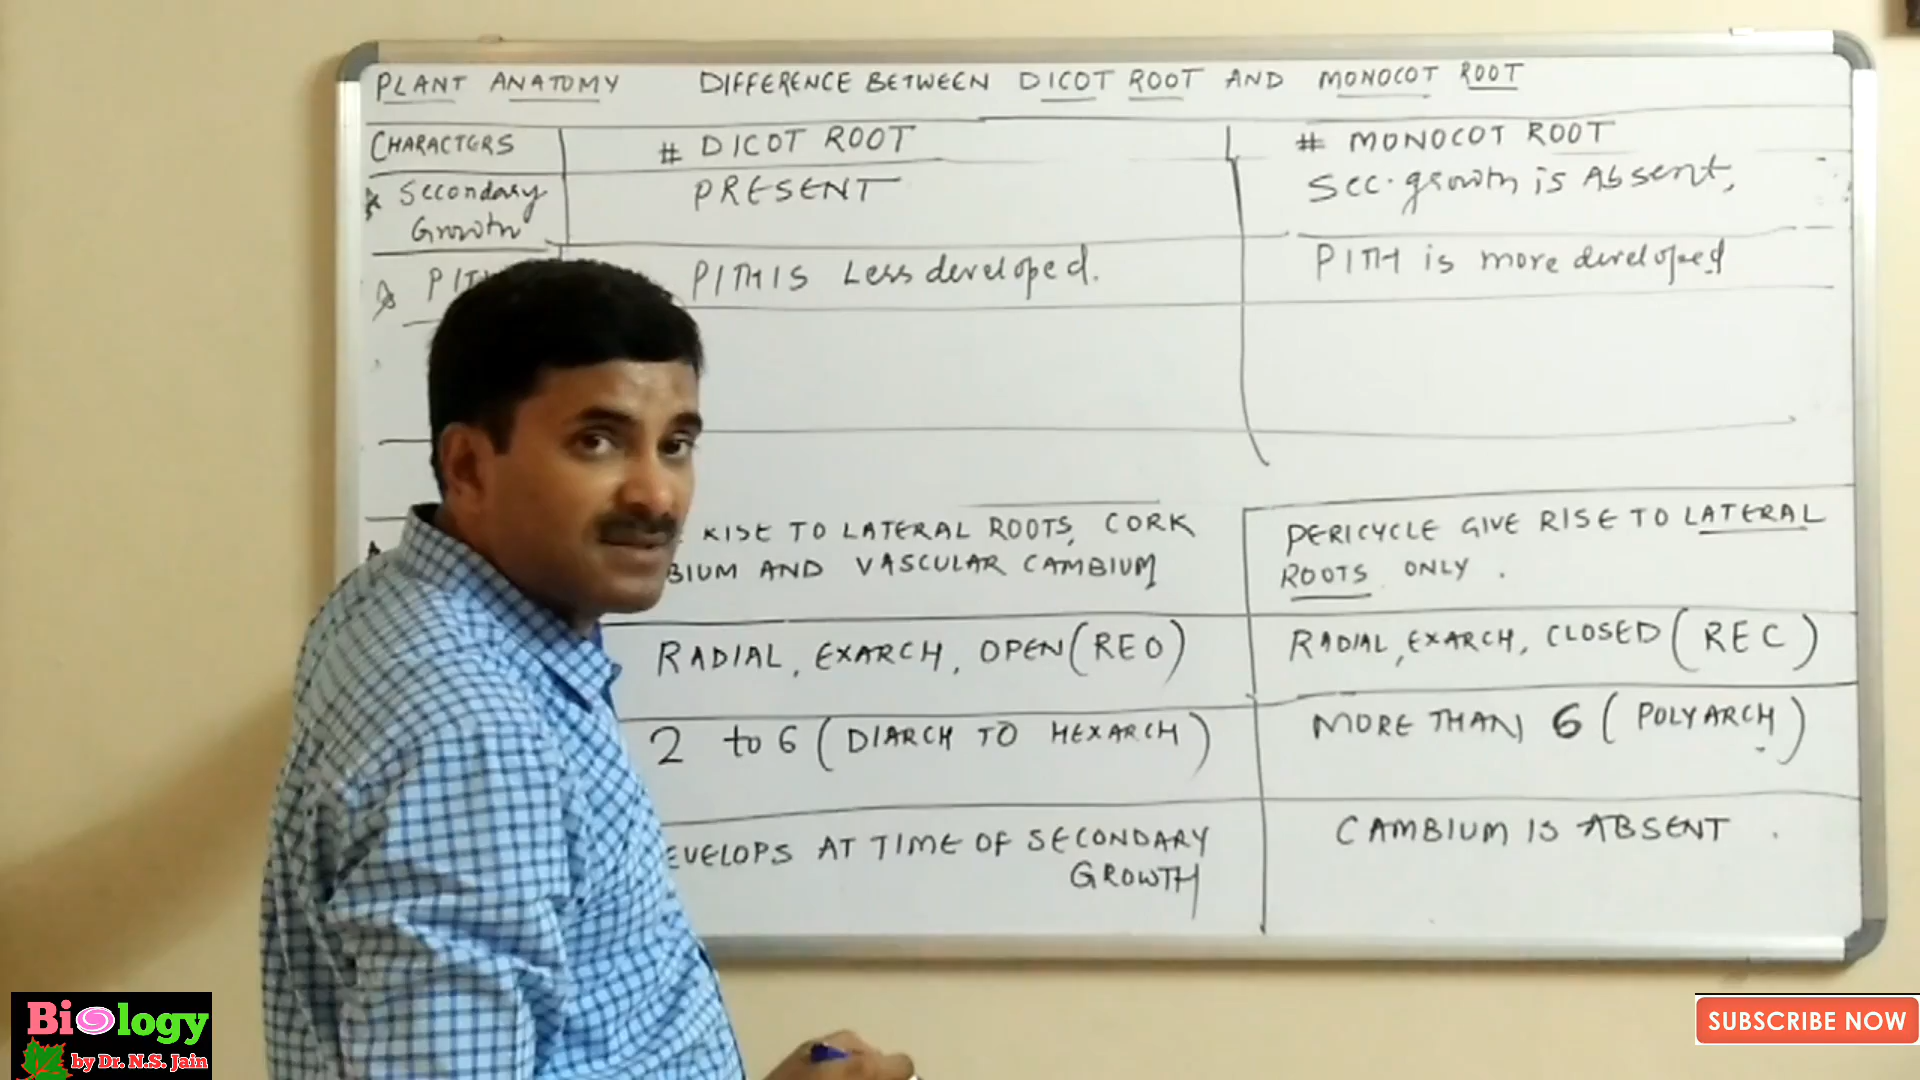 PLANT ANATOMY DIFFERENCE BETWEEN DICOT ROOT AND MONOCOT ROOT
CHARACTERS # DICOT ROOT # MONOCOT ROOT
Secondary Growth PRESENT Sec. growth is Absent,
PITH PITH IS Less developed. PITH is more developed
RISE TO LATERAL ROOTS, CORK
BIUM AND VASCULAR CAMBIUM
PERICYCLE GIVE RISE TO LATERAL
ROOTS ONLY.
RADIAL, EXARCH, OPEN (REO) RADIAL, EXARCH, CLOSED (REC)
2 to 6 (DIARCH TO HEXARCH) MORE THAN 6 (POLYARCH)
EVELOPS AT TIME OF SECONDARY
GROWTH
CAMBIUM IS ABSENT
Biology
by Dr. N.S. Jain
SUBSCRIBE NOW